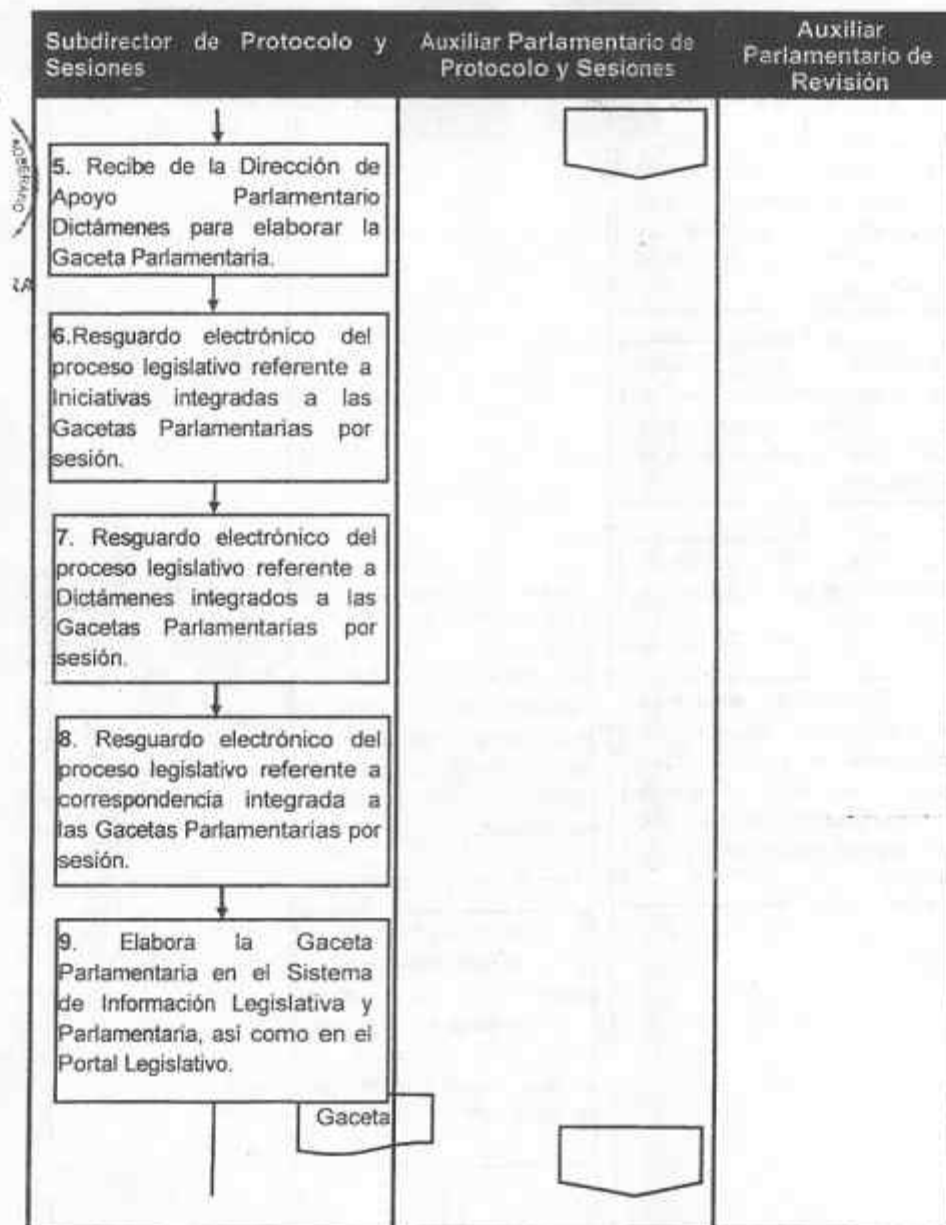 Subdirector de Protocolo y
Sesiones
Auxiliar Parlamentario de
Protocolo y Sesiones
Auxiliar
Parlamentario de
Revisión
5. Recibe de la Dirección de
Apoyo Parlamentario
Dictámenes para elaborar la
Gaceta Parlamentaria.
6.Resguardo electrónico del
proceso legislativo referente a
Iniciativas integradas a las
Gacetas Parlamentarias por
sesión.
7. Resguardo electrónico del
proceso legislativo referente a
Dictámenes integrados a las
Gacetas Parlamentarias por
sesión.
8. Resguardo electrónico del
proceso legislativo referente a
correspondencia integrada a
las Gacetas Parlamentarias por
sesión.
9. Elabora la Gaceta
Parlamentaria en el Sistema
de Información Legislativa y
Parlamentaria, así como en el
Portal Legislativo.
Gaceta